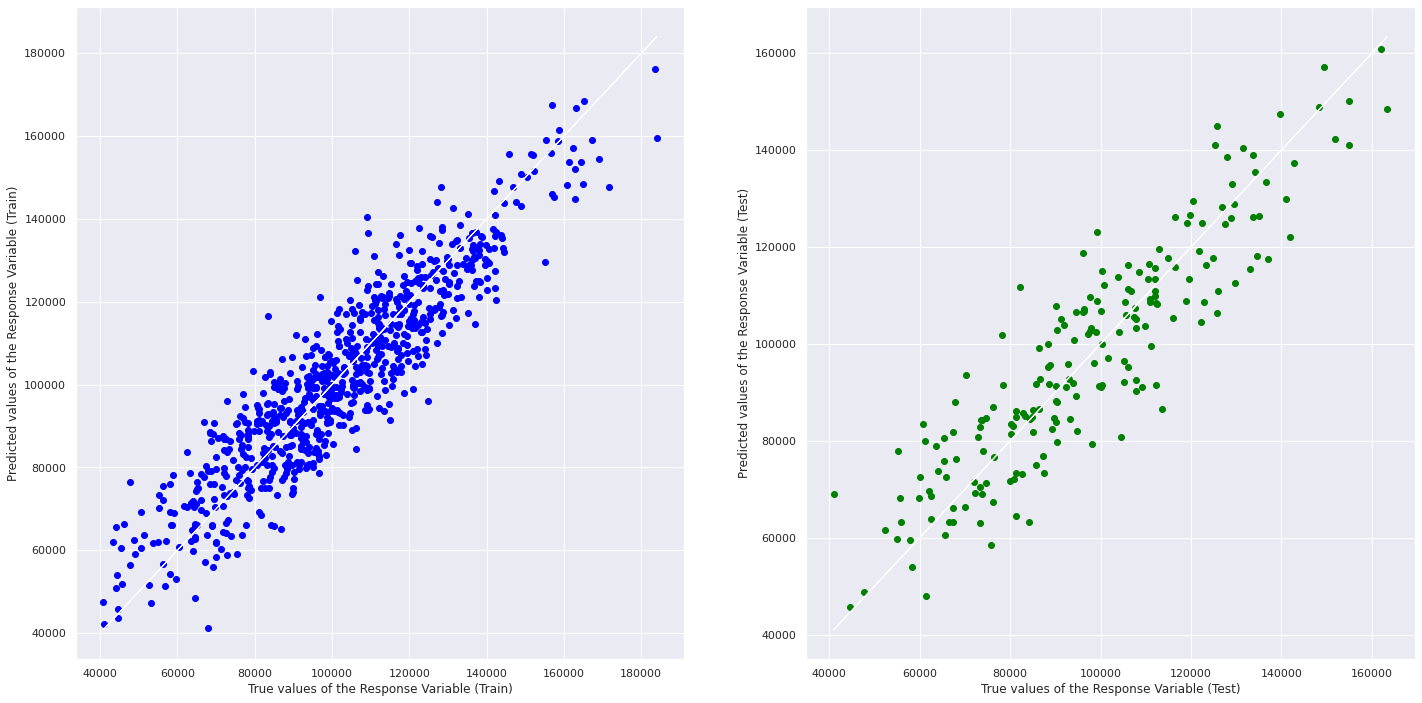 180000
160000
140000
120000
100000
80000
60000
40000
Predicted values of the Response Variable (Train)
40000 60000 80000 100000 120000 140000 160000 180000
True values of the Response Variable (Train)
160000
140000
120000
100000
80000
60000
40000
Predicted values of the Response Variable (Test)
40000 60000 80000 100000 120000 140000 160000
True values of the Response Variable (Test)